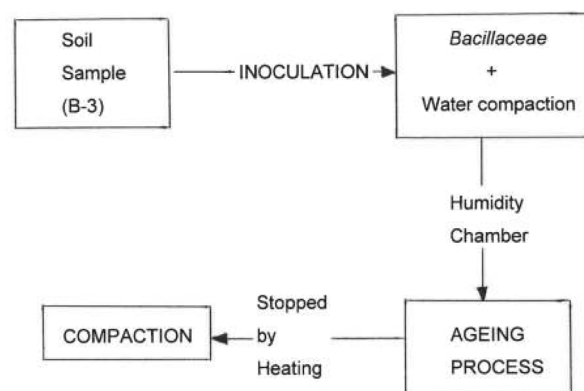 Soil
Sample
(B-3)
INOCULATION
Bacillaceae
+
Water compaction
Humidity
Chamber
AGEING
PROCESS
Stopped
by
Heating
COMPACTION